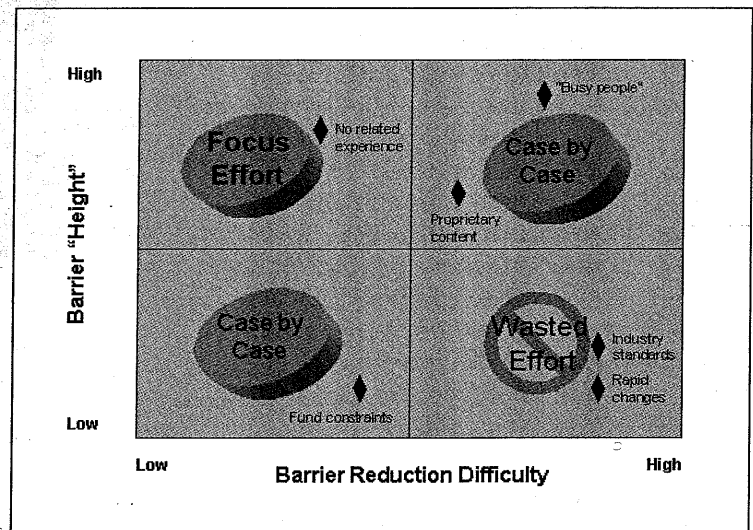 High
"Busy people"
Focus
Effort
No related
experience
Case by
Case
Proprietary
content
Barrier "Height"
Case by
Case
Fund constraints
Wasted
Effort
Industry
standards
Rapid
changes
Low
Low
Barrier Reduction Difficulty
High